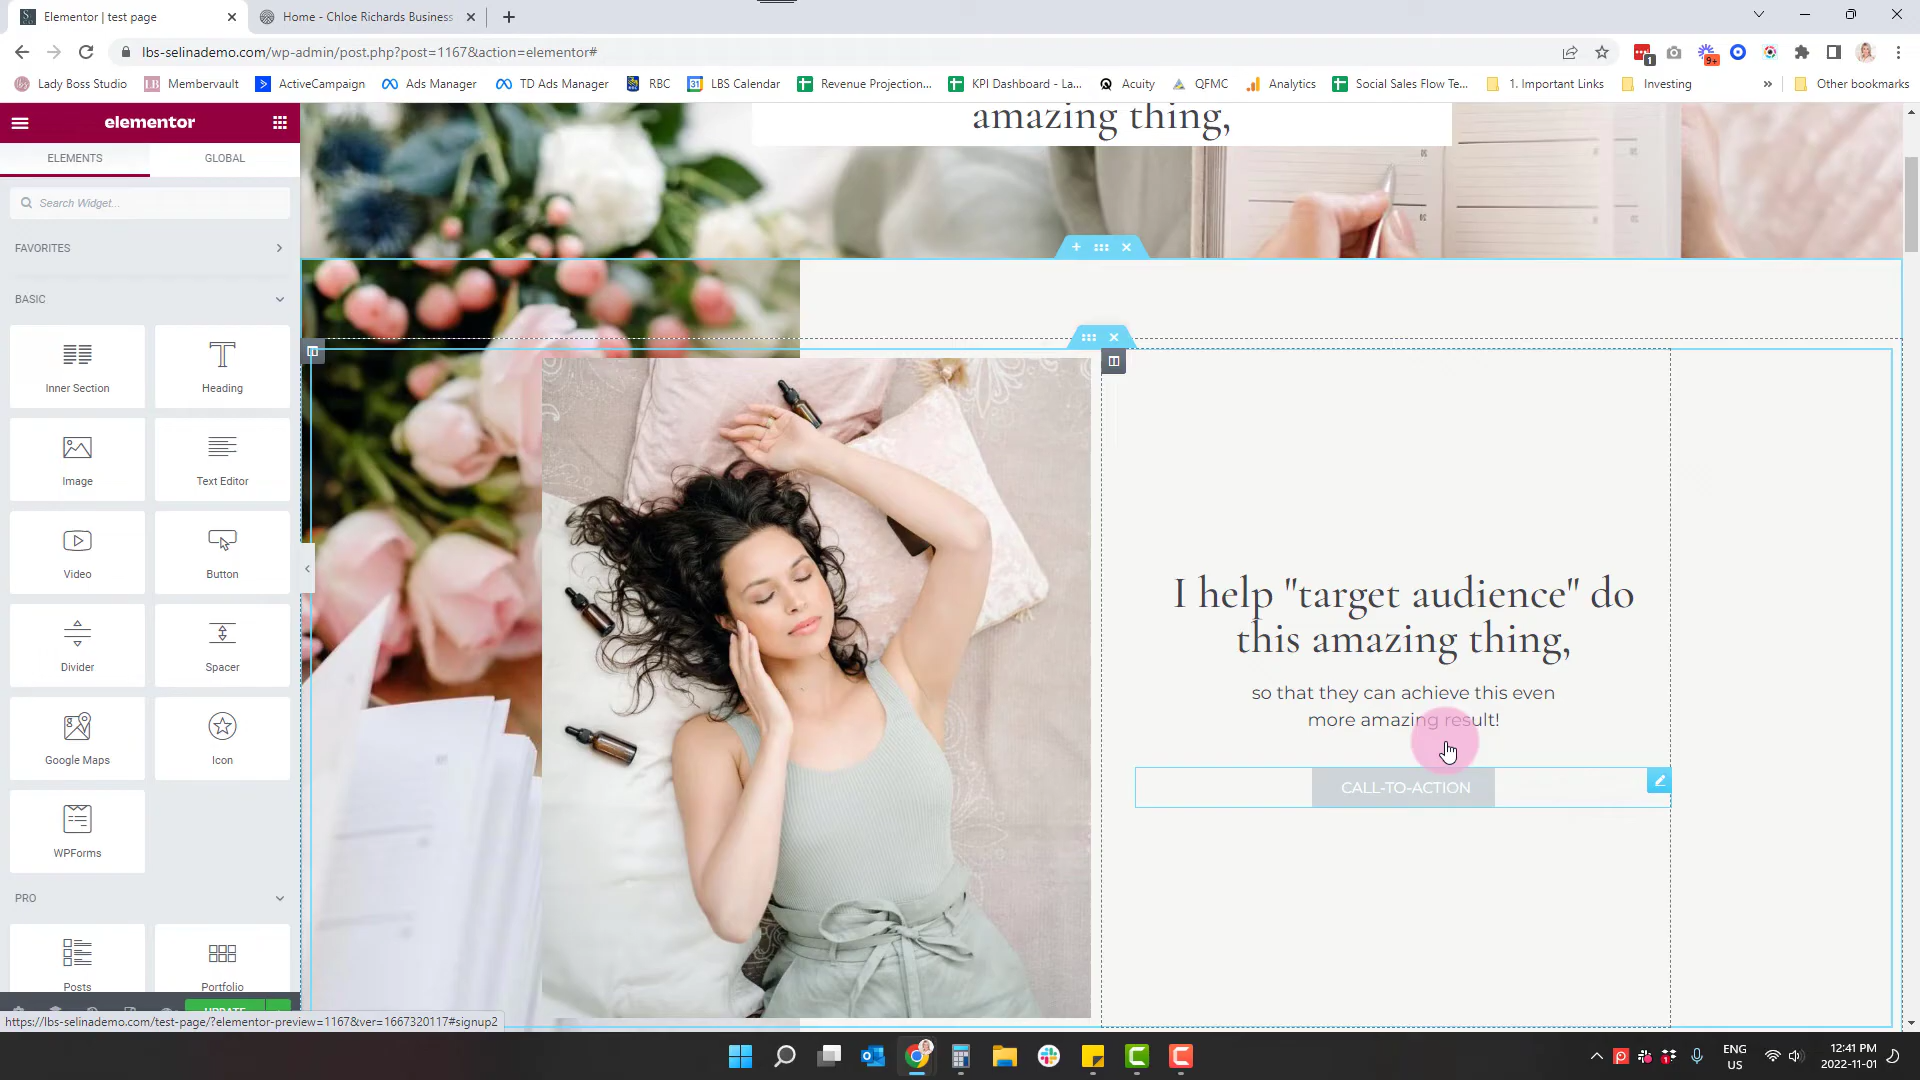 Elementor | test page
Home - Chloe Richards Business
lbs-selinademo.com/wp-admin/post.php?post=1167&action=elementor#
1
9+
Lady Boss Studio
LB
Membervault
ActiveCampaign
Ads Manager
TD Ads Manager
RBC
31
LBS Calendar
Revenue Projection...
KPI Dashboard - La...
Acuity
QFMC
Analytics
Social Sales Flow Te...
1. Important Links
Investing
»
Other bookmarks
elementor
ELEMENTS
GLOBAL
Search Widget...
FAVORITES
BASIC
Inner Section
Heading
Image
Text Editor
Video
Button
Divider
Spacer
Google Maps
Icon
WPForms
PRO
Posts
Portfolio
UPDATE
amazing thing,
I help "target audience" do
this amazing thing,
so that they can achieve this even
more amazing result!
CALL-TO-ACTION
https://lbs-selinademo.com/test-page/?elementor-preview=1167&ver=1667320117#signup2
ENG
US
12:41 PM
2022-11-01